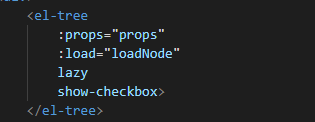 <el-tree
:props="props"
:load="loadNode"
lazy
show-checkbox>
</el-tree>